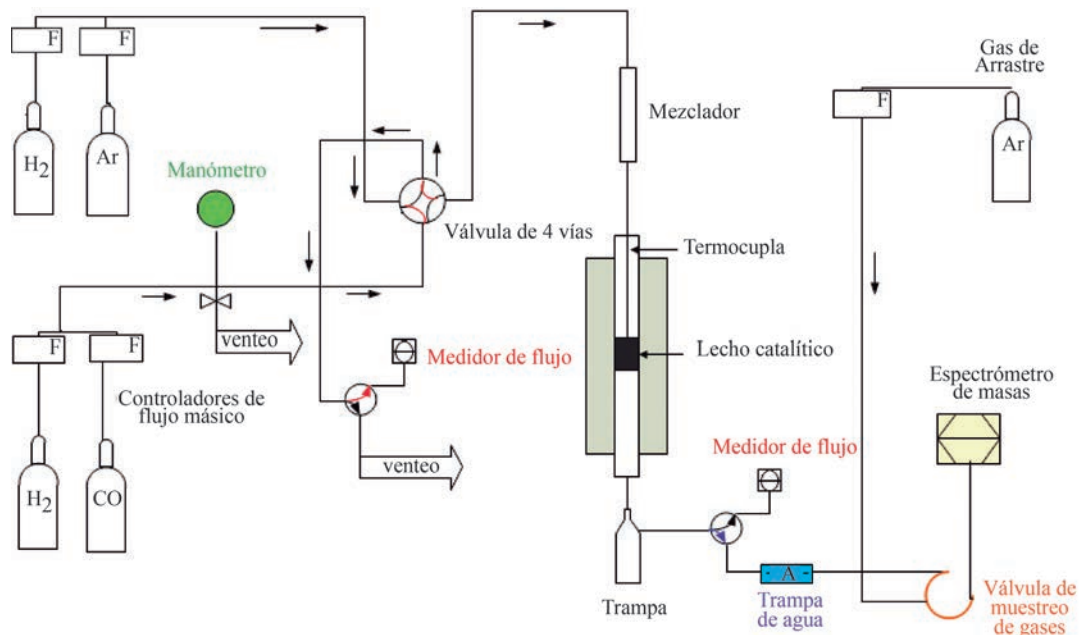 F
F
H2
Ar
Manómetro
Válvula de 4 vías
Mezclador
Termocupla
Lecho catalítico
Gas de
Arrastre
F
Ar
F
F
H2
CO
Controladores de
flujo másico
venteo
Medidor de flujo
venteo
Medidor de flujo
Trampa
A
Trampa
de agua
Espectrómetro
de masas
Válvula de
muestreo
de gases